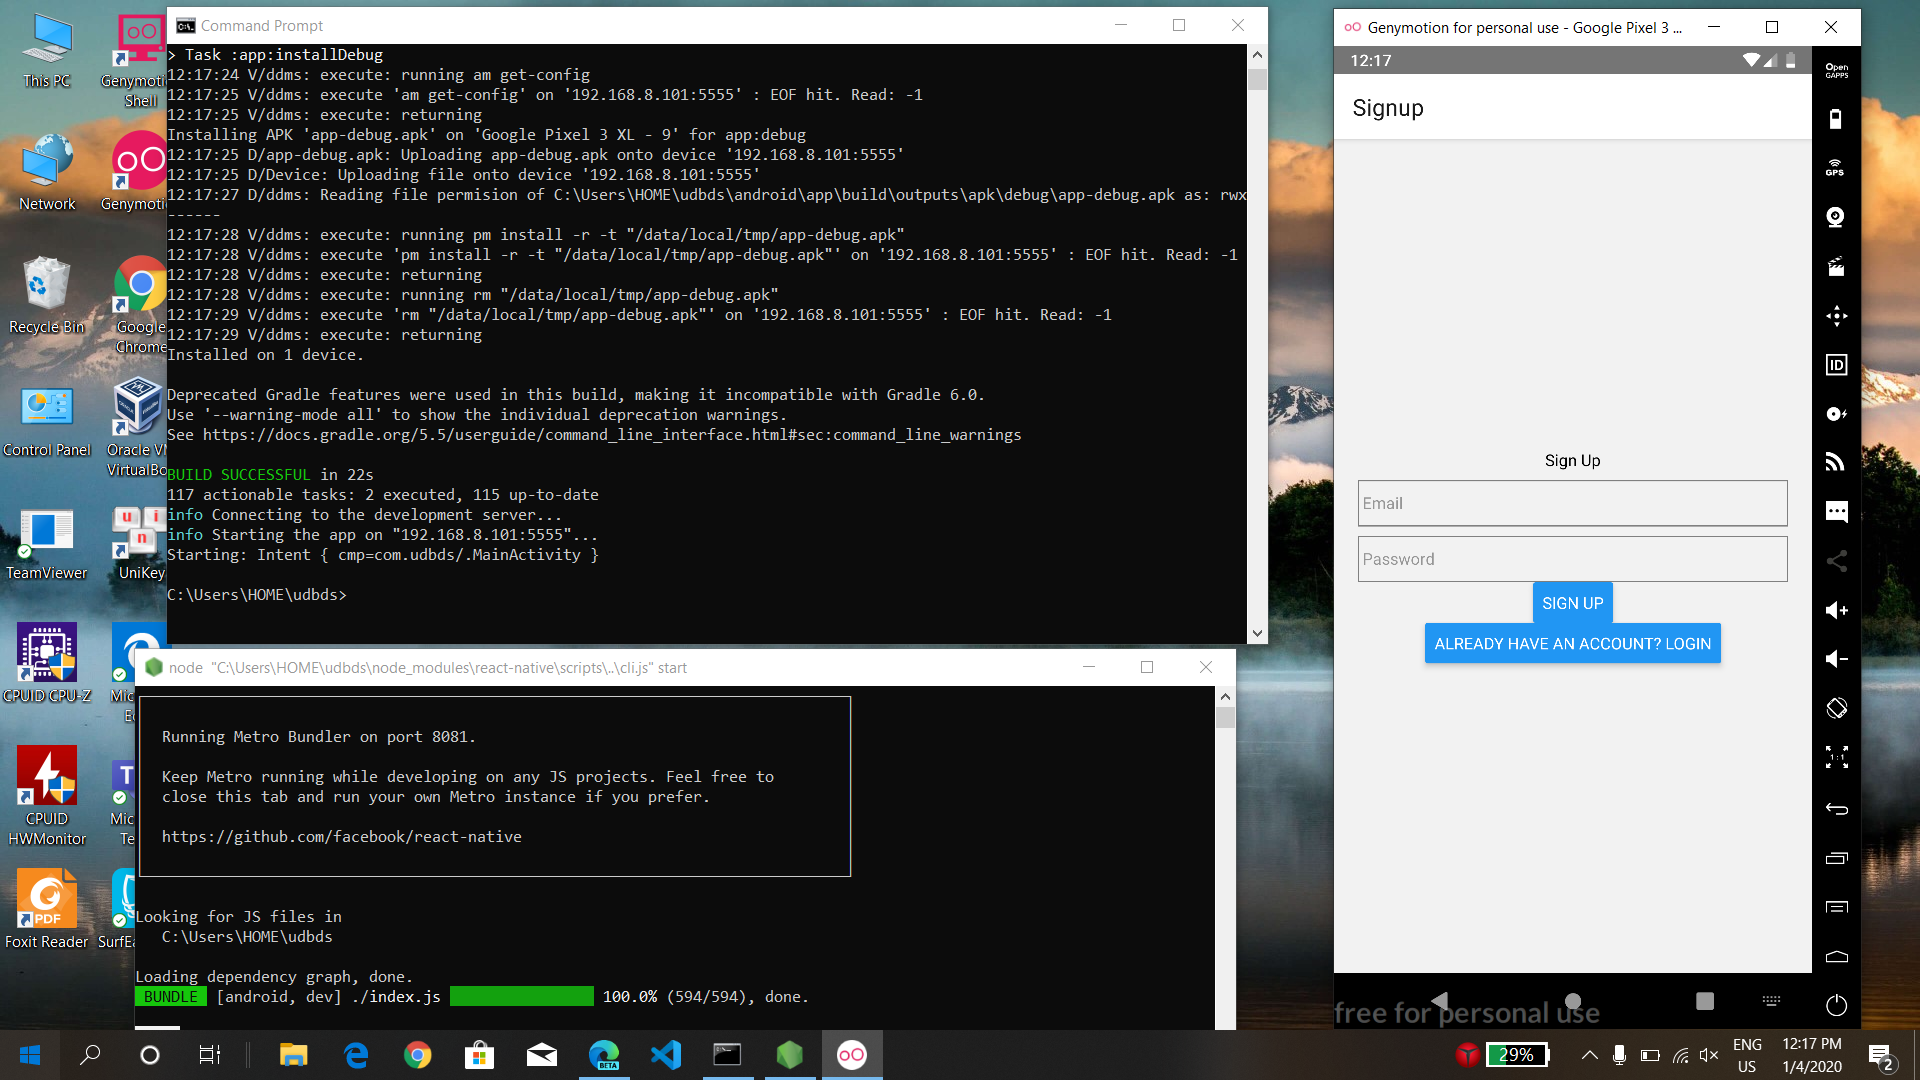 This PC
Genymoti
Shell
Network
Genymoti
Recycle Bin
Google
Chrome
Control Panel
Oracle VM
VirtualBo
TeamViewer
UniKey
CPUID CPU-Z
Mic
CPUID
HWMonitor
Mic
Te
Foxit Reader
SurfEa
Command Prompt
> Task :app:installDebug
12:17:24 V/ddms: execute: running am get-config
12:17:25 V/ddms: execute 'am get-config' on '192.168.8.101:5555' : EOF hit. Read: -1
12:17:25 V/ddms: execute: returning
Installing APK 'app-debug.apk' on 'Google Pixel 3 XL - 9' for app:debug
12:17:25 D/app-debug.apk: Uploading app-debug.apk onto device '192.168.8.101:5555'
12:17:25 D/Device: Uploading file onto device '192.168.8.101:5555'
12:17:27 D/ddms: Reading file permision of C:\Users\HOME\udbds\android\app\build\outputs\apk\debug\app-debug.apk as: rwx
------
12:17:28 V/ddms: execute: running pm install -r -t "/data/local/tmp/app-debug.apk"
12:17:28 V/ddms: execute 'pm install -r -t "/data/local/tmp/app-debug.apk"' on '192.168.8.101:5555' : EOF hit. Read: -1
12:17:28 V/ddms: execute: returning
12:17:28 V/ddms: execute: running rm "/data/local/tmp/app-debug.apk"
12:17:29 V/ddms: execute 'rm "/data/local/tmp/app-debug.apk"' on '192.168.8.101:5555' : EOF hit. Read: -1
12:17:29 V/ddms: execute: returning
Installed on 1 device.
Deprecated Gradle features were used in this build, making it incompatible with Gradle 6.0.
Use '--warning-mode all' to show the individual deprecation warnings.
See https://docs.gradle.org/5.5/userguide/command_line_interface.html#sec:command_line_warnings
BUILD SUCCESSFUL in 22s
117 actionable tasks: 2 executed, 115 up-to-date
info Connecting to the development server...
info Starting the app on "192.168.8.101:5555"...
Starting: Intent { cmp=com.udbds/.MainActivity }
C:\Users\HOME\udbds>
node "C:\Users\HOME\udbds\node_modules\react-native\scripts\..\cli.js" start
Running Metro Bundler on port 8081.
Keep Metro running while developing on any JS projects. Feel free to
close this tab and run your own Metro instance if you prefer.
https://github.com/facebook/react-native
Looking for JS files in
C:\Users\HOME\udbds
Loading dependency graph, done.
BUNDLE [android, dev] ./index.js 100.0% (594/594), done.
Genymotion for personal use - Google Pixel 3 ...
12:17
Signup
Sign Up
Email
Password
SIGN UP
ALREADY HAVE AN ACCOUNT? LOGIN
free for personal use
Open
GAPPS
GPS
ID
1:1
BETA
29%
ENG
US
12:17 PM
1/4/2020
2